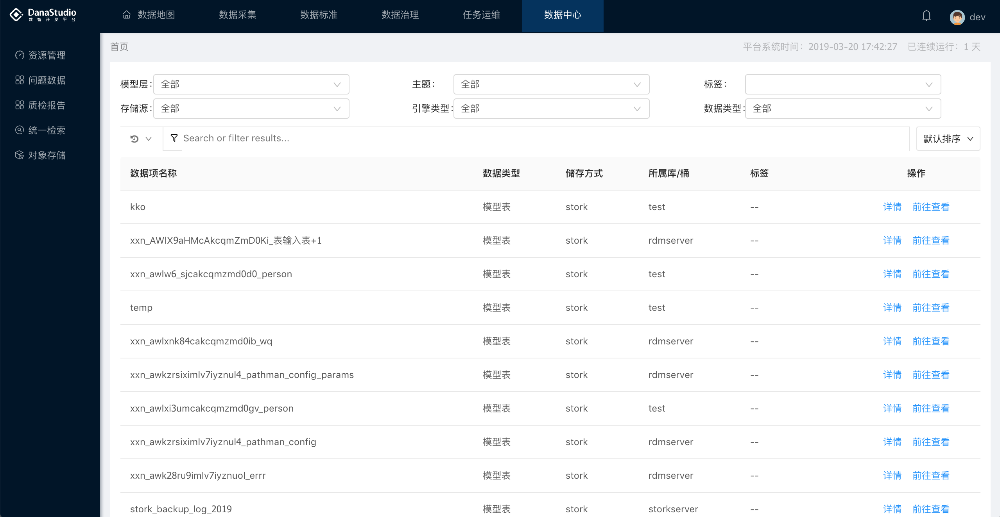 DanaStudio
数智开发平台
数据地图 数据采集 数据标准 数据治理 任务运维 数据中心
dev
资源管理
问题数据
质检报告
统一检索
对象存储
首页
平台系统时间：2019-03-20 17:42:27 已连续运行：1 天
模型层： 全部 主题： 全部 标签：
存储源： 全部 引擎类型： 全部 数据类型： 全部
Search or filter results... 默认排序
数据项名称 数据类型 储存方式 所属库/桶 标签 操作
kko 模型表 stork test -- 详情 前往查看
xxn_AWlX9aHMcAkcqmZmD0Ki_表输入表+1 模型表 stork rdmserver -- 详情 前往查看
xxn_awlw6_sjcakcqmzmd0d0_person 模型表 stork test -- 详情 前往查看
temp 模型表 stork test -- 详情 前往查看
xxn_awlxnk84cakcqmzmd0ib_wq 模型表 stork rdmserver -- 详情 前往查看
xxn_awkzrsiximlv7iyznul4_pathman_config_params 模型表 stork rdmserver -- 详情 前往查看
xxn_awlxi3umcakcqmzmd0gv_person 模型表 stork test -- 详情 前往查看
xxn_awkzrsiximlv7iyznul4_pathman_config 模型表 stork rdmserver -- 详情 前往查看
xxn_awk28ru9imlv7iyznuol_errr 模型表 stork rdmserver -- 详情 前往查看
stork_backup_log_2019 模型表 stork storkserver -- 详情 前往查看